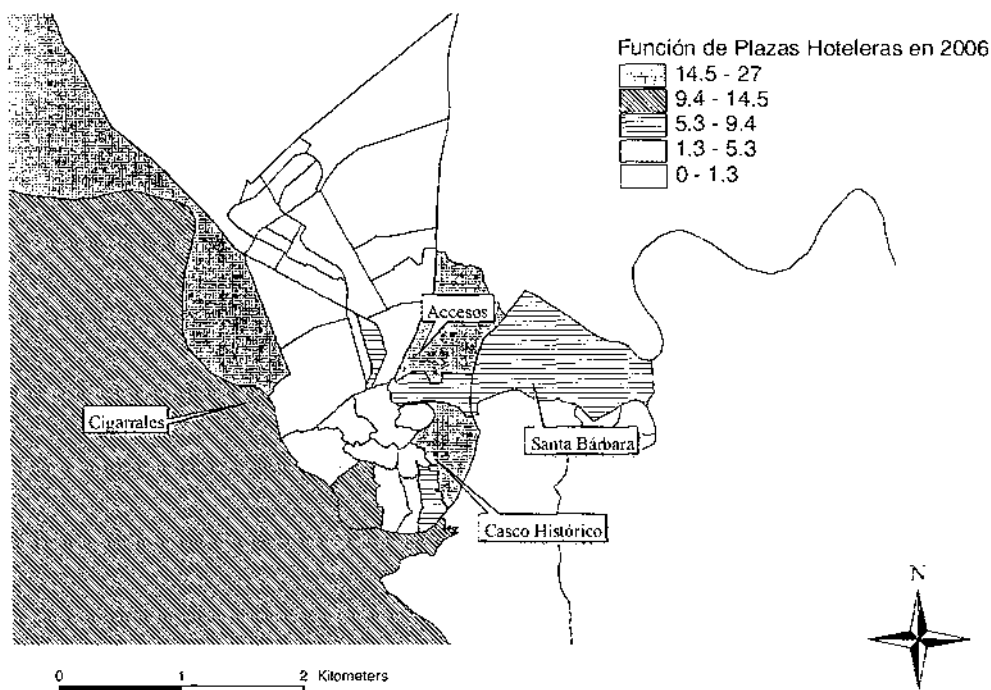 Función de Plazas Hoteleras en 2006
14.5 - 27
9.4 - 14.5
5.3 - 9.4
1.3 - 5.3
0 - 1.3
Accesos
Cigarrales
Santa Bárbara
Casco Histórico
N
0 1 2 Kilometers